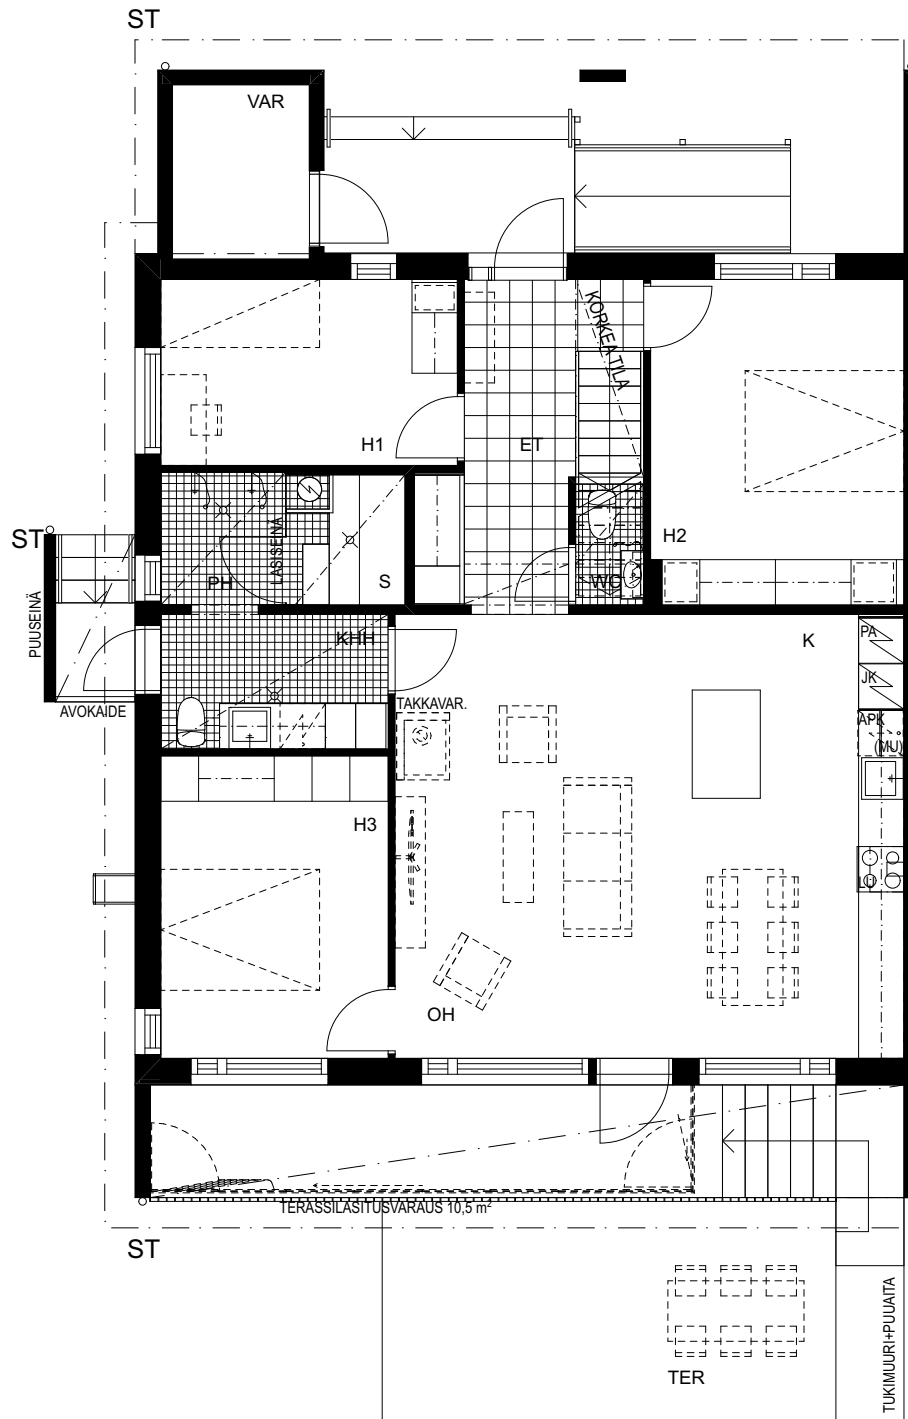 ST
VAR
KORKEA TILA
H1
ET
H2
ST
LASISEINÄ
PH
S
WC
PUUSEINÄ
KHH
K
PA
JK
AVOKAIDE
TAKKAVAR.
APK
(MU)
H3
LU
OH
TERASSILASITUSVARAUS 10,5 m²
ST
TUKIMUURI+PUUAITA
TER